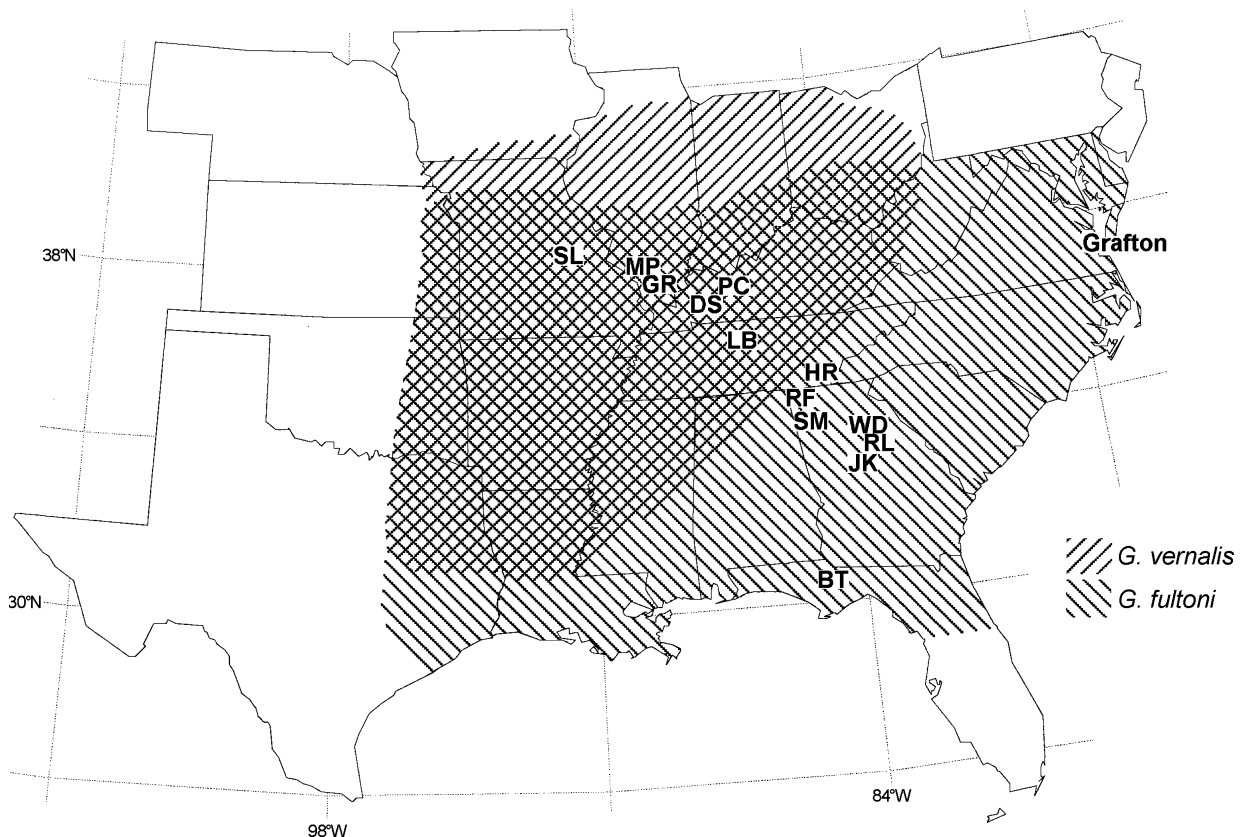 Grafton
38°N
SL
MP
GR
PC
DS
LB
HR
RF
SM
WD
RL
JK
G. vernalis
BT
G. fultoni
30°N
84°W
98°W